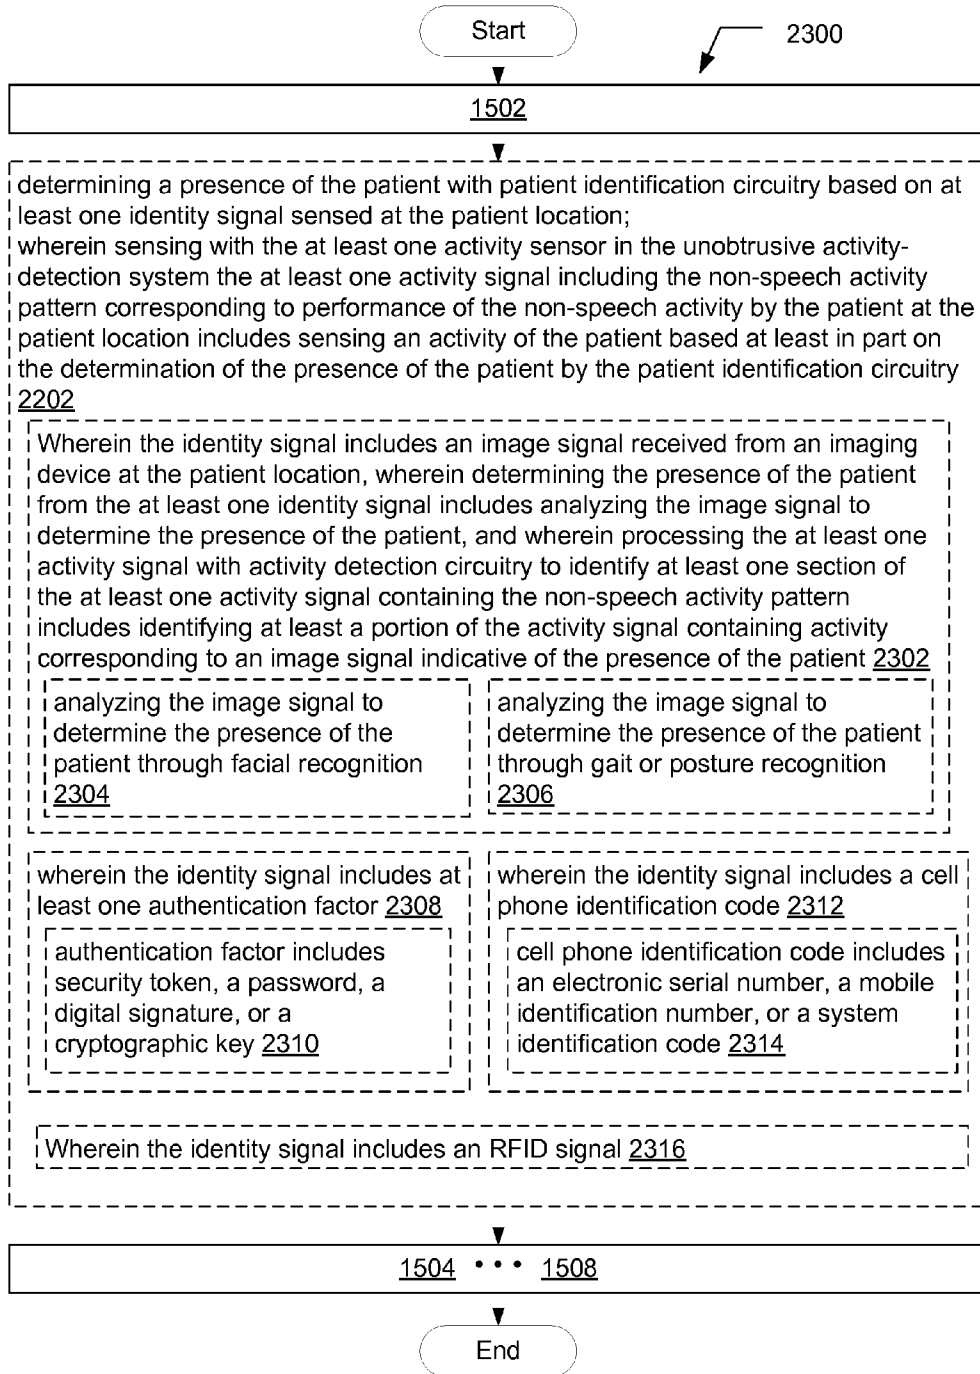 Start
2300
1502
determining a presence of the patient with patient identification circuitry based on at
least one identity signal sensed at the patient location;
wherein sensing with the at least one activity sensor in the unobtrusive activity-
detection system the at least one activity signal including the non-speech activity
pattern corresponding to performance of the non-speech activity by the patient at the
patient location includes sensing an activity of the patient based at least in part on
the determination of the presence of the patient by the patient identification circuitry
2202
Wherein the identity signal includes an image signal received from an imaging
device at the patient location, wherein determining the presence of the patient
from the at least one identity signal includes analyzing the image signal to
determine the presence of the patient, and wherein processing the at least one
activity signal with activity detection circuitry to identify at least one section of
the at least one activity signal containing the non-speech activity pattern
includes identifying at least a portion of the activity signal containing activity
corresponding to an image signal indicative of the presence of the patient 2302
analyzing the image signal to
determine the presence of the
patient through facial recognition
2304
analyzing the image signal to
determine the presence of the patient
through gait or posture recognition
2306
wherein the identity signal includes at
least one authentication factor 2308
authentication factor includes
security token, a password, a
digital signature, or a
cryptographic key 2310
wherein the identity signal includes a cell
phone identification code 2312
cell phone identification code includes
an electronic serial number, a mobile
identification number, or a system
identification code 2314
Wherein the identity signal includes an RFID signal 2316
1504 • • • 1508
End